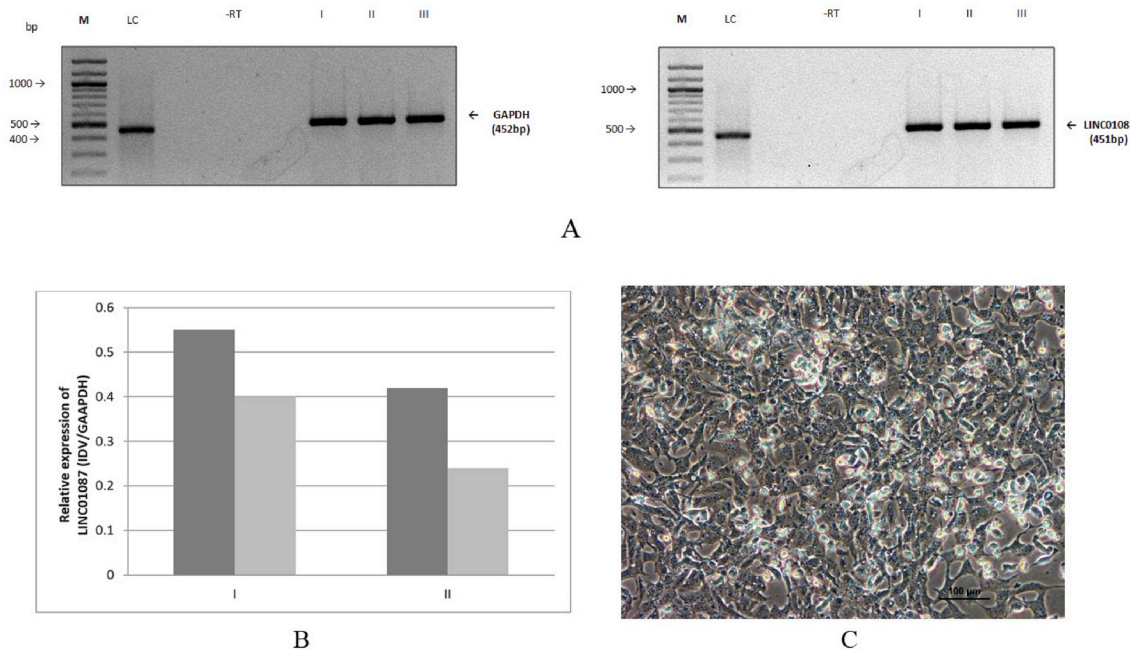 M LC -RT I II III
bp
1000 →
500 →
400 →
← GAPDH
(452bp)
M LC -RT I II III
1000 →
500 →
← LINC0108
(451bp)
A
0.6
0.5
0.4
0.3
0.2
0.1
0
Relative expression of
LINC01087 (IDV/GAAPDH)
I II
B
100 µm
C